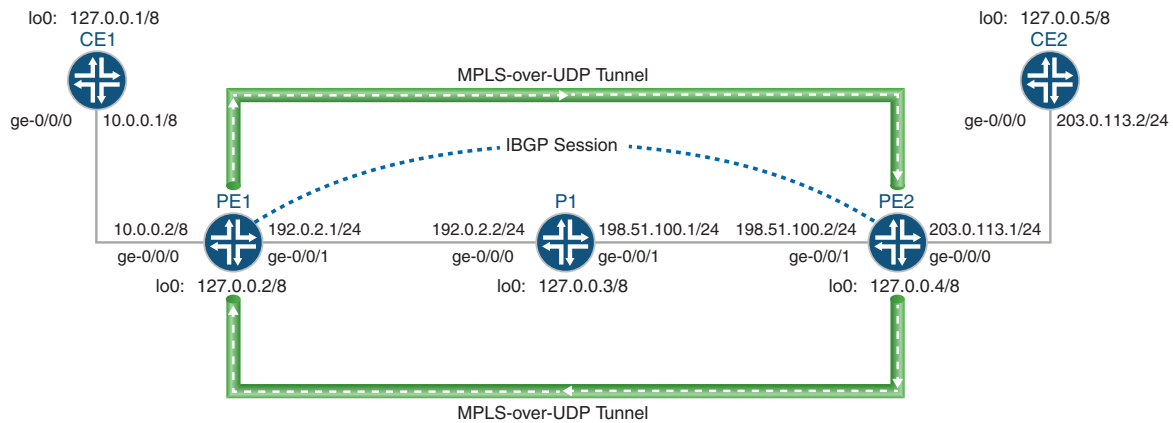 lo0: 127.0.0.1/8
CE1
ge-0/0/0
10.0.0.1/8
lo0: 127.0.0.5/8
CE2
ge-0/0/0
203.0.113.2/24
MPLS-over-UDP Tunnel
IBGP Session
PE1
10.0.0.2/8
ge-0/0/0
192.0.2.1/24
ge-0/0/1
lo0: 127.0.0.2/8
P1
192.0.2.2/24
ge-0/0/0
198.51.100.1/24
ge-0/0/1
lo0: 127.0.0.3/8
PE2
198.51.100.2/24
ge-0/0/1
203.0.113.1/24
ge-0/0/0
lo0: 127.0.0.4/8
MPLS-over-UDP Tunnel